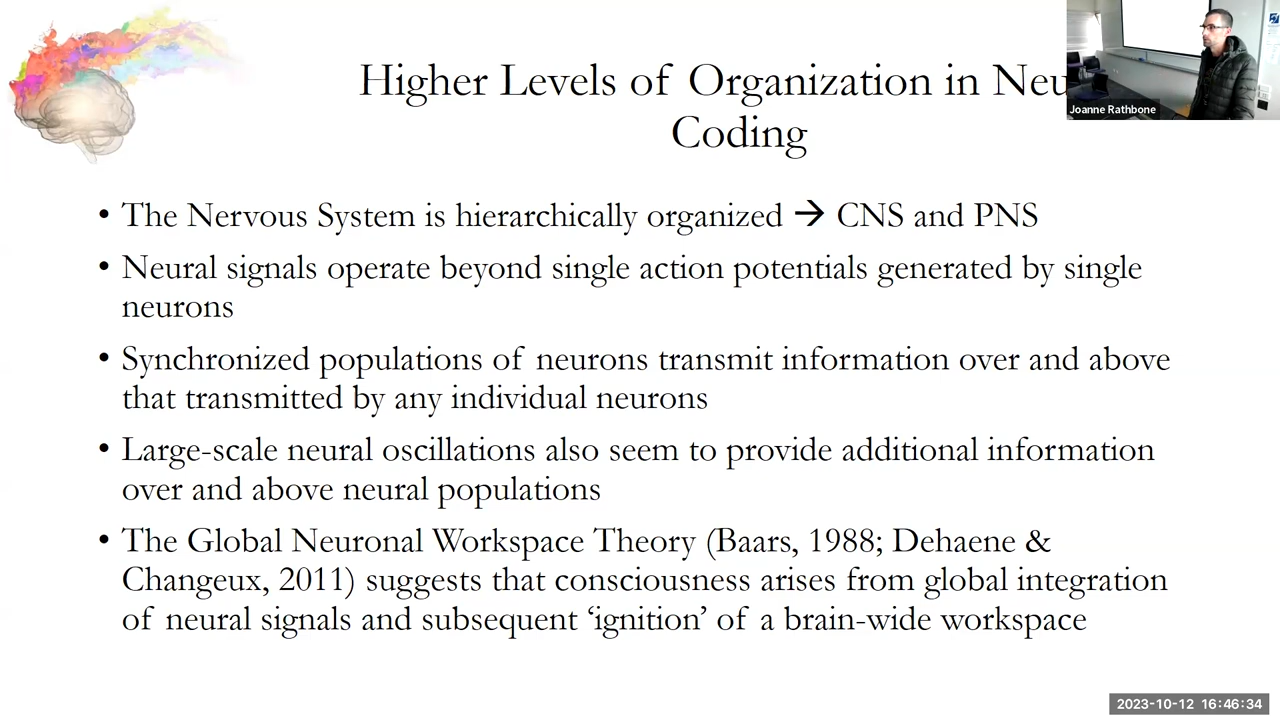 Higher Levels of Organization in Neu
Coding
Joanne Rathbone
• The Nervous System is hierarchically organized → CNS and PNS
• Neural signals operate beyond single action potentials generated by single
neurons
• Synchronized populations of neurons transmit information over and above
that transmitted by any individual neurons
• Large-scale neural oscillations also seem to provide additional information
over and above neural populations
• The Global Neuronal Workspace Theory (Baars, 1988; Dehaene &
Changeux, 2011) suggests that consciousness arises from global integration
of neural signals and subsequent ‘ignition’ of a brain-wide workspace
2023-10-12 16:46:34